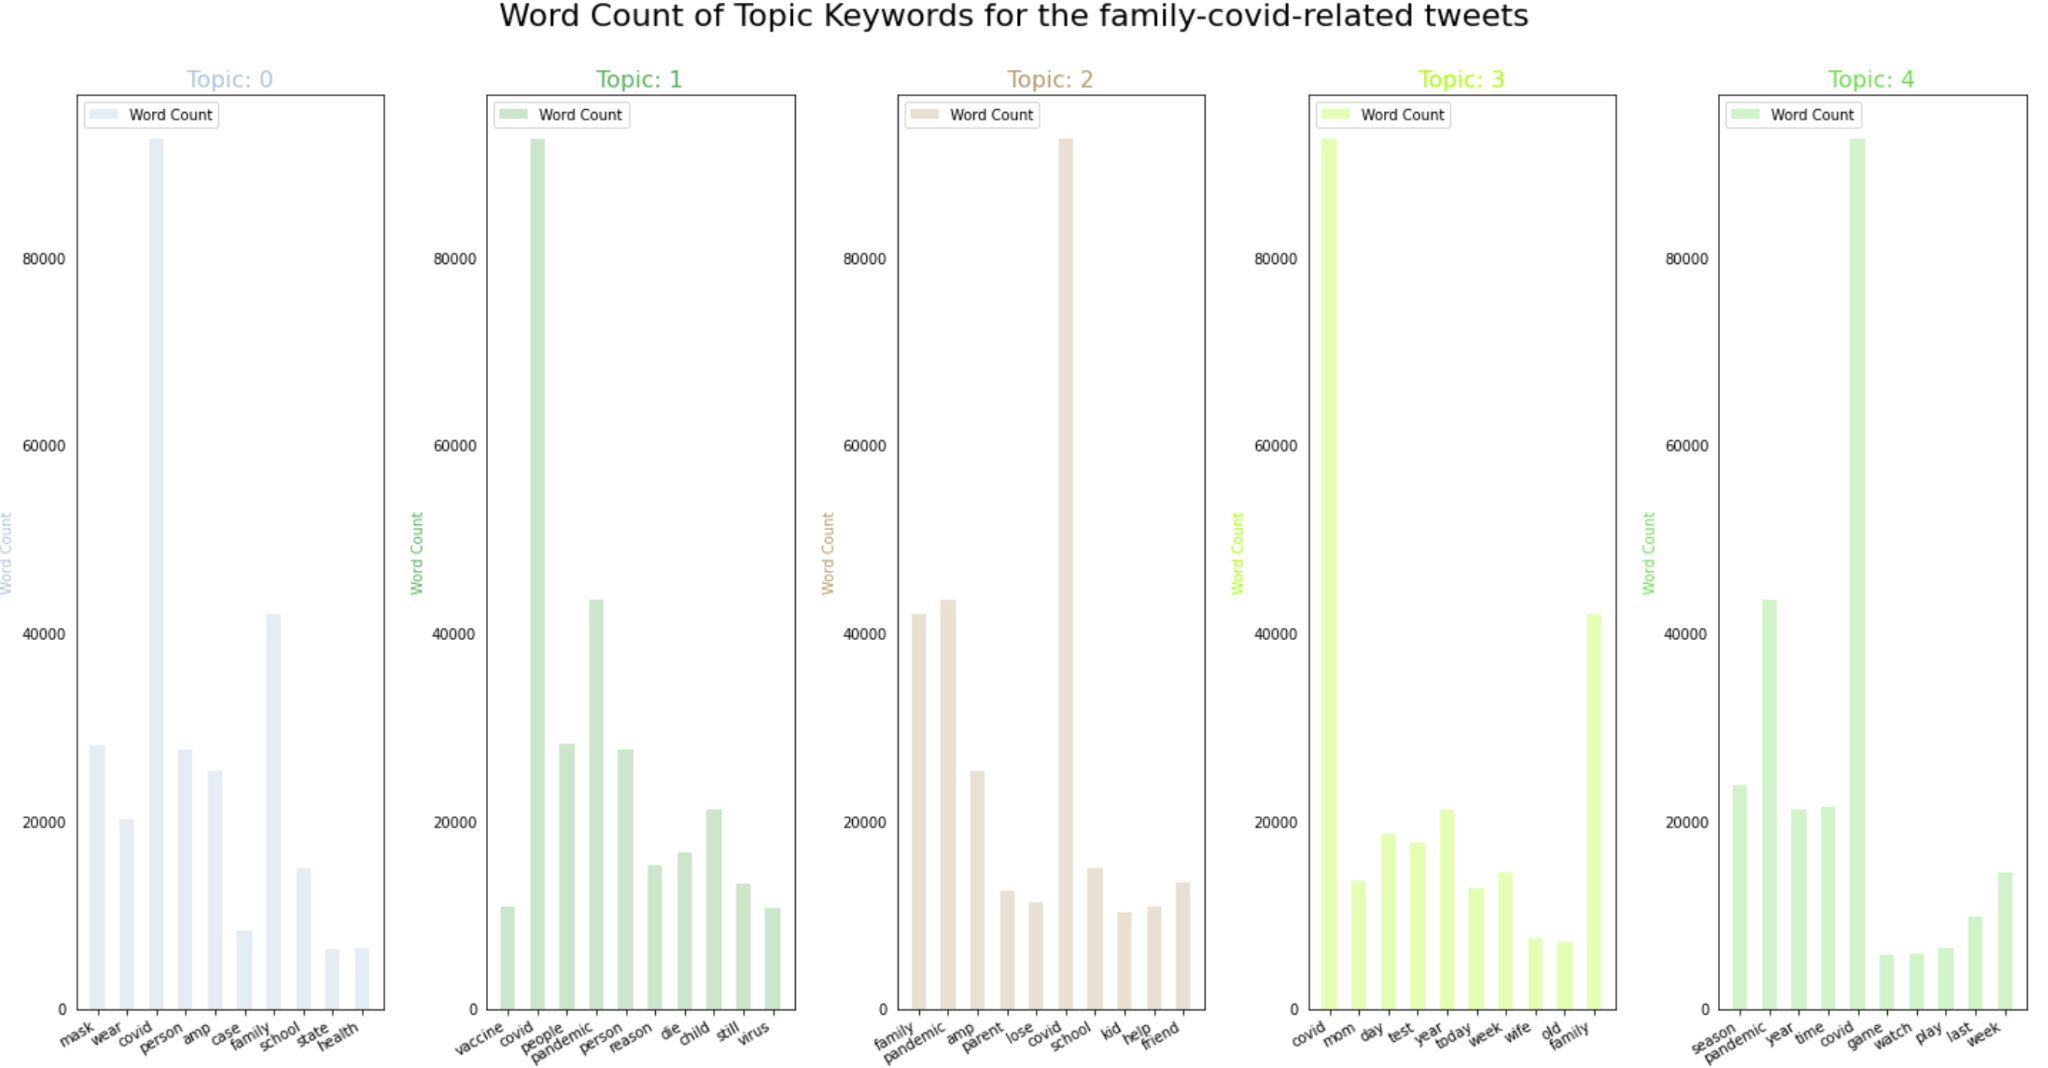 Word Count of Topic Keywords for the family-covid-related tweets
Topic: 0
Word Count
80000
60000
40000
20000
0
Word Count
mask
wear
covid
person
amp
case
family
school
state
health
Topic: 1
Word Count
80000
60000
40000
20000
0
Word Count
vaccine
covid
people
pandemic
person
reason
die
child
still
virus
Topic: 2
Word Count
80000
60000
40000
20000
0
Word Count
family
pandemic
amp
parent
lose
covid
school
kid
help
friend
Topic: 3
Word Count
80000
60000
40000
20000
0
Word Count
covid
mom
day
test
year
today
week
wife
old
family
Topic: 4
Word Count
80000
60000
40000
20000
0
Word Count
season
pandemic
year
time
covid
game
watch
play
last
week